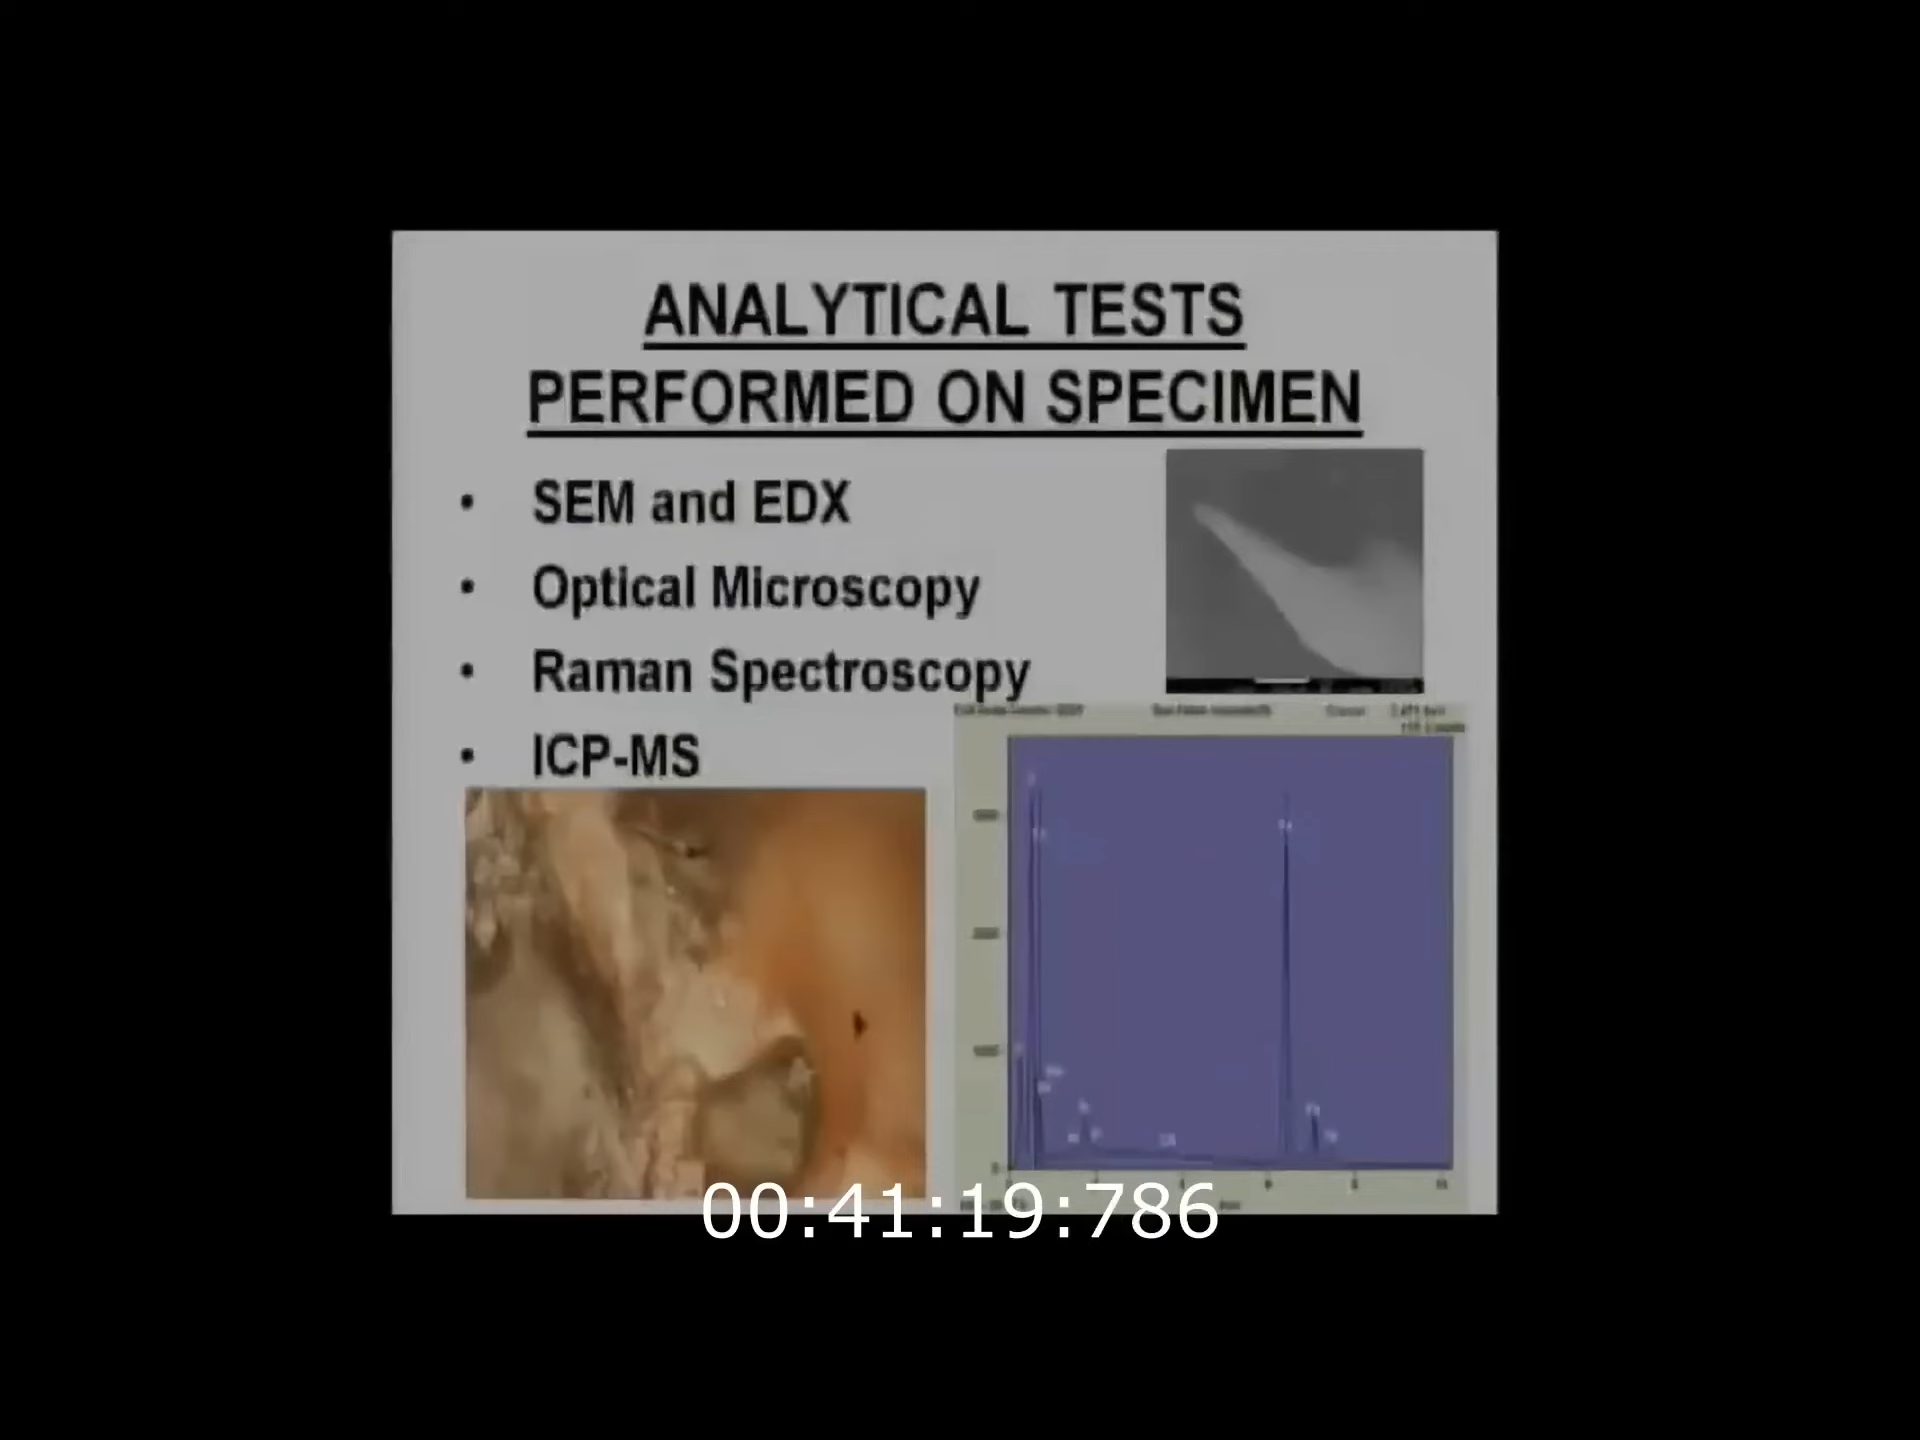 ANALYTICAL TESTS
PERFORMED ON SPECIMEN
• SEM and EDX
• Optical Microscopy
• Raman Spectroscopy
• ICP-MS
00:41:19:786